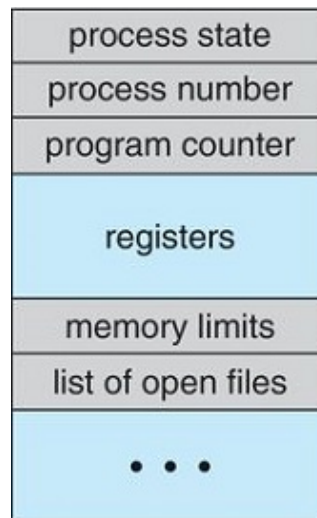 process state
process number
program counter
registers
memory limits
list of open files
• • •